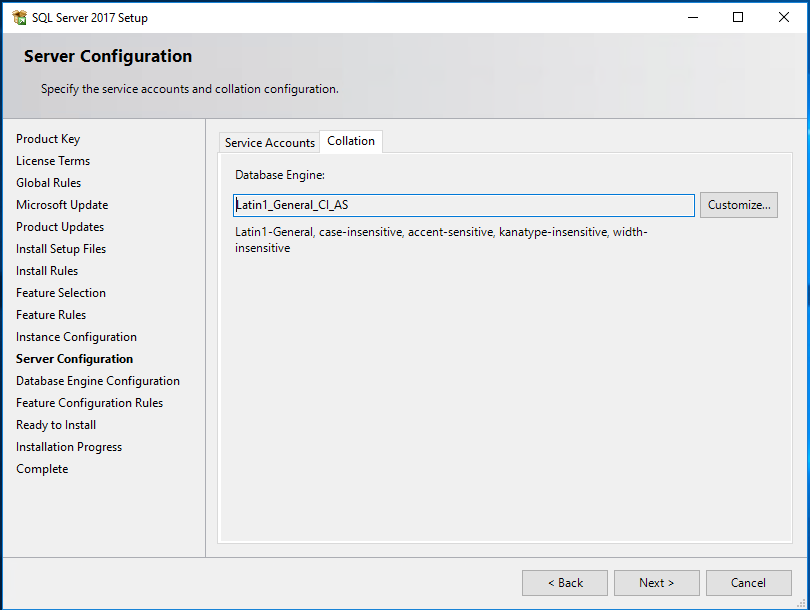 SQL Server 2017 Setup
Server Configuration
Specify the service accounts and collation configuration.
Product Key
License Terms
Global Rules
Microsoft Update
Product Updates
Install Setup Files
Install Rules
Feature Selection
Feature Rules
Instance Configuration
Server Configuration
Database Engine Configuration
Feature Configuration Rules
Ready to Install
Installation Progress
Complete
Service Accounts
Collation
Database Engine:
Latin1_General_CI_AS
Customize...
Latin1-General, case-insensitive, accent-sensitive, kanatype-insensitive, width-
insensitive
< Back
Next >
Cancel